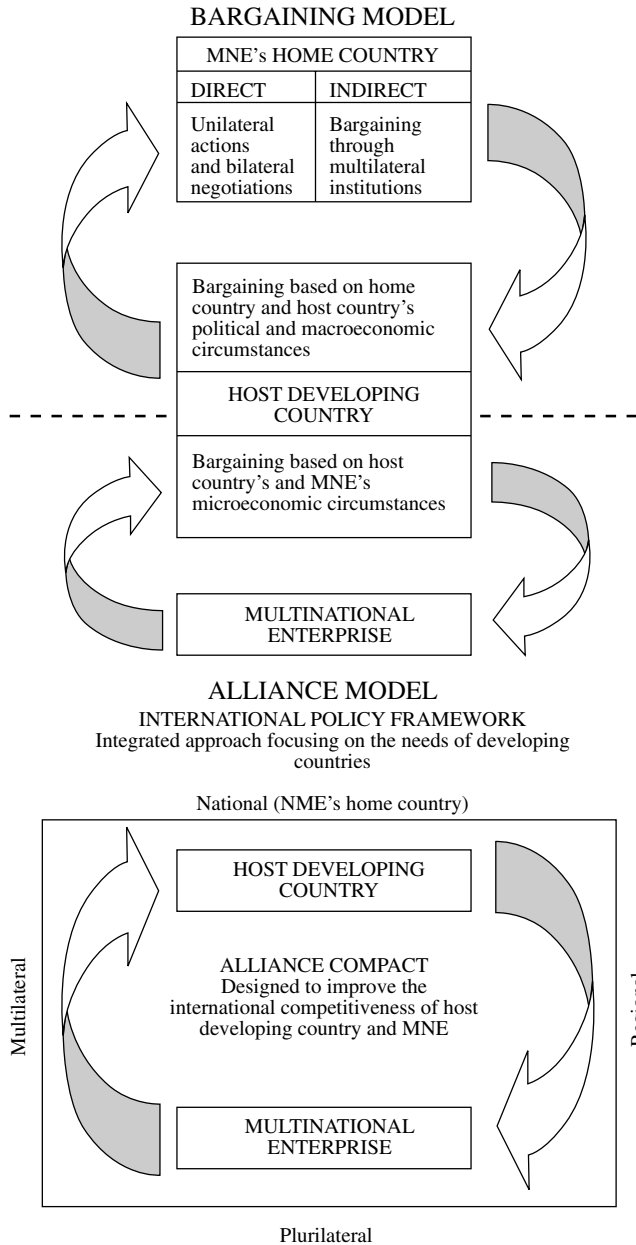 BARGAINING MODEL
MNE's HOME COUNTRY
DIRECT
INDIRECT
Unilateral
actions
and bilateral
negotiations
Bargaining
through
multilateral
institutions
Bargaining based on home
country and host country's
political and macroeconomic
circumstances
HOST DEVELOPING
COUNTRY
Bargaining based on host
country's and MNE's
microeconomic circumstances
MULTINATIONAL
ENTERPRISE
ALLIANCE MODEL
INTERNATIONAL POLICY FRAMEWORK
Integrated approach focusing on the needs of developing
countries
National (NME's home country)
HOST DEVELOPING
COUNTRY
Multilateral
ALLIANCE COMPACT
Designed to improve the
international competitiveness of host
developing country and MNE
MULTINATIONAL
ENTERPRISE
Plurilateral